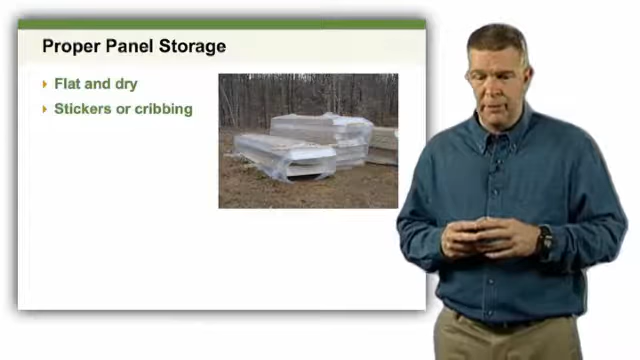 Proper Panel Storage
Flat and dry
Stickers or cribbing